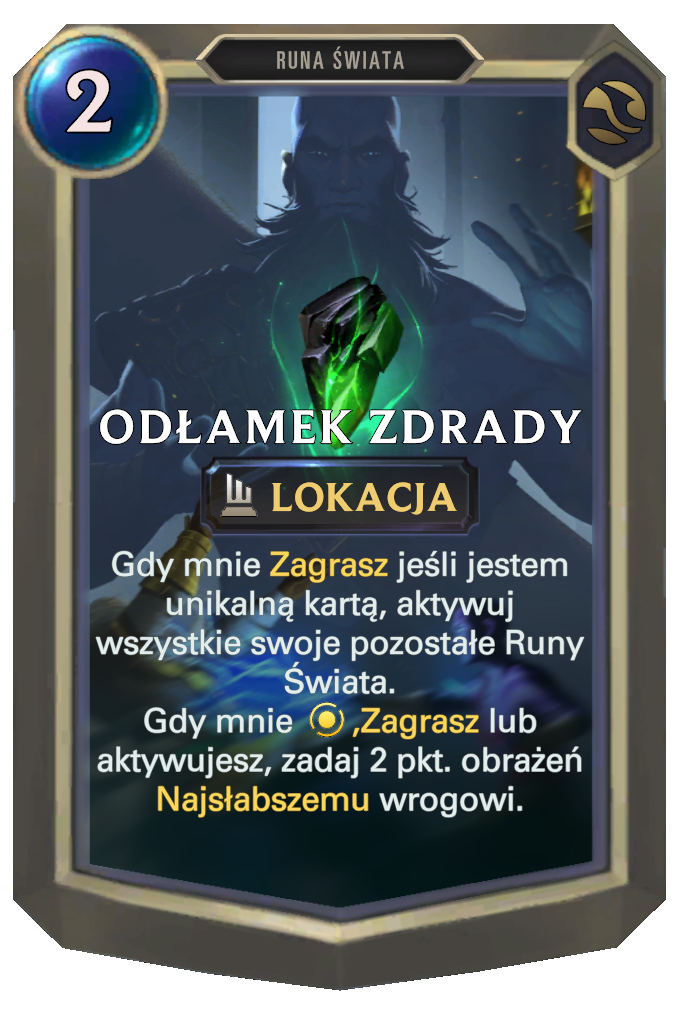 2
RUNA ŚWIATA
ODŁAMEK ZDRADY
LOKACJA
Gdy mnie Zagrasz jeśli jestem
unikalną kartą, aktywuj
wszystkie swoje pozostałe Runy
Świata.
Gdy mnie ,Zagrasz lub
aktywujesz, zadaj 2 pkt. obrażeń
Najsłabszemu wrogowi.